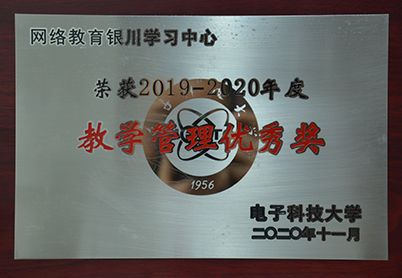 网络教育银川学习中心
荣获2019-2020年度
教学管理优秀奖
1956
电子科技大学
二〇二〇年十一月